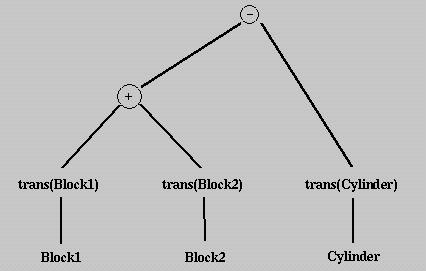 −
+
trans(Block1) trans(Block2) trans(Cylinder)
Block1 Block2 Cylinder